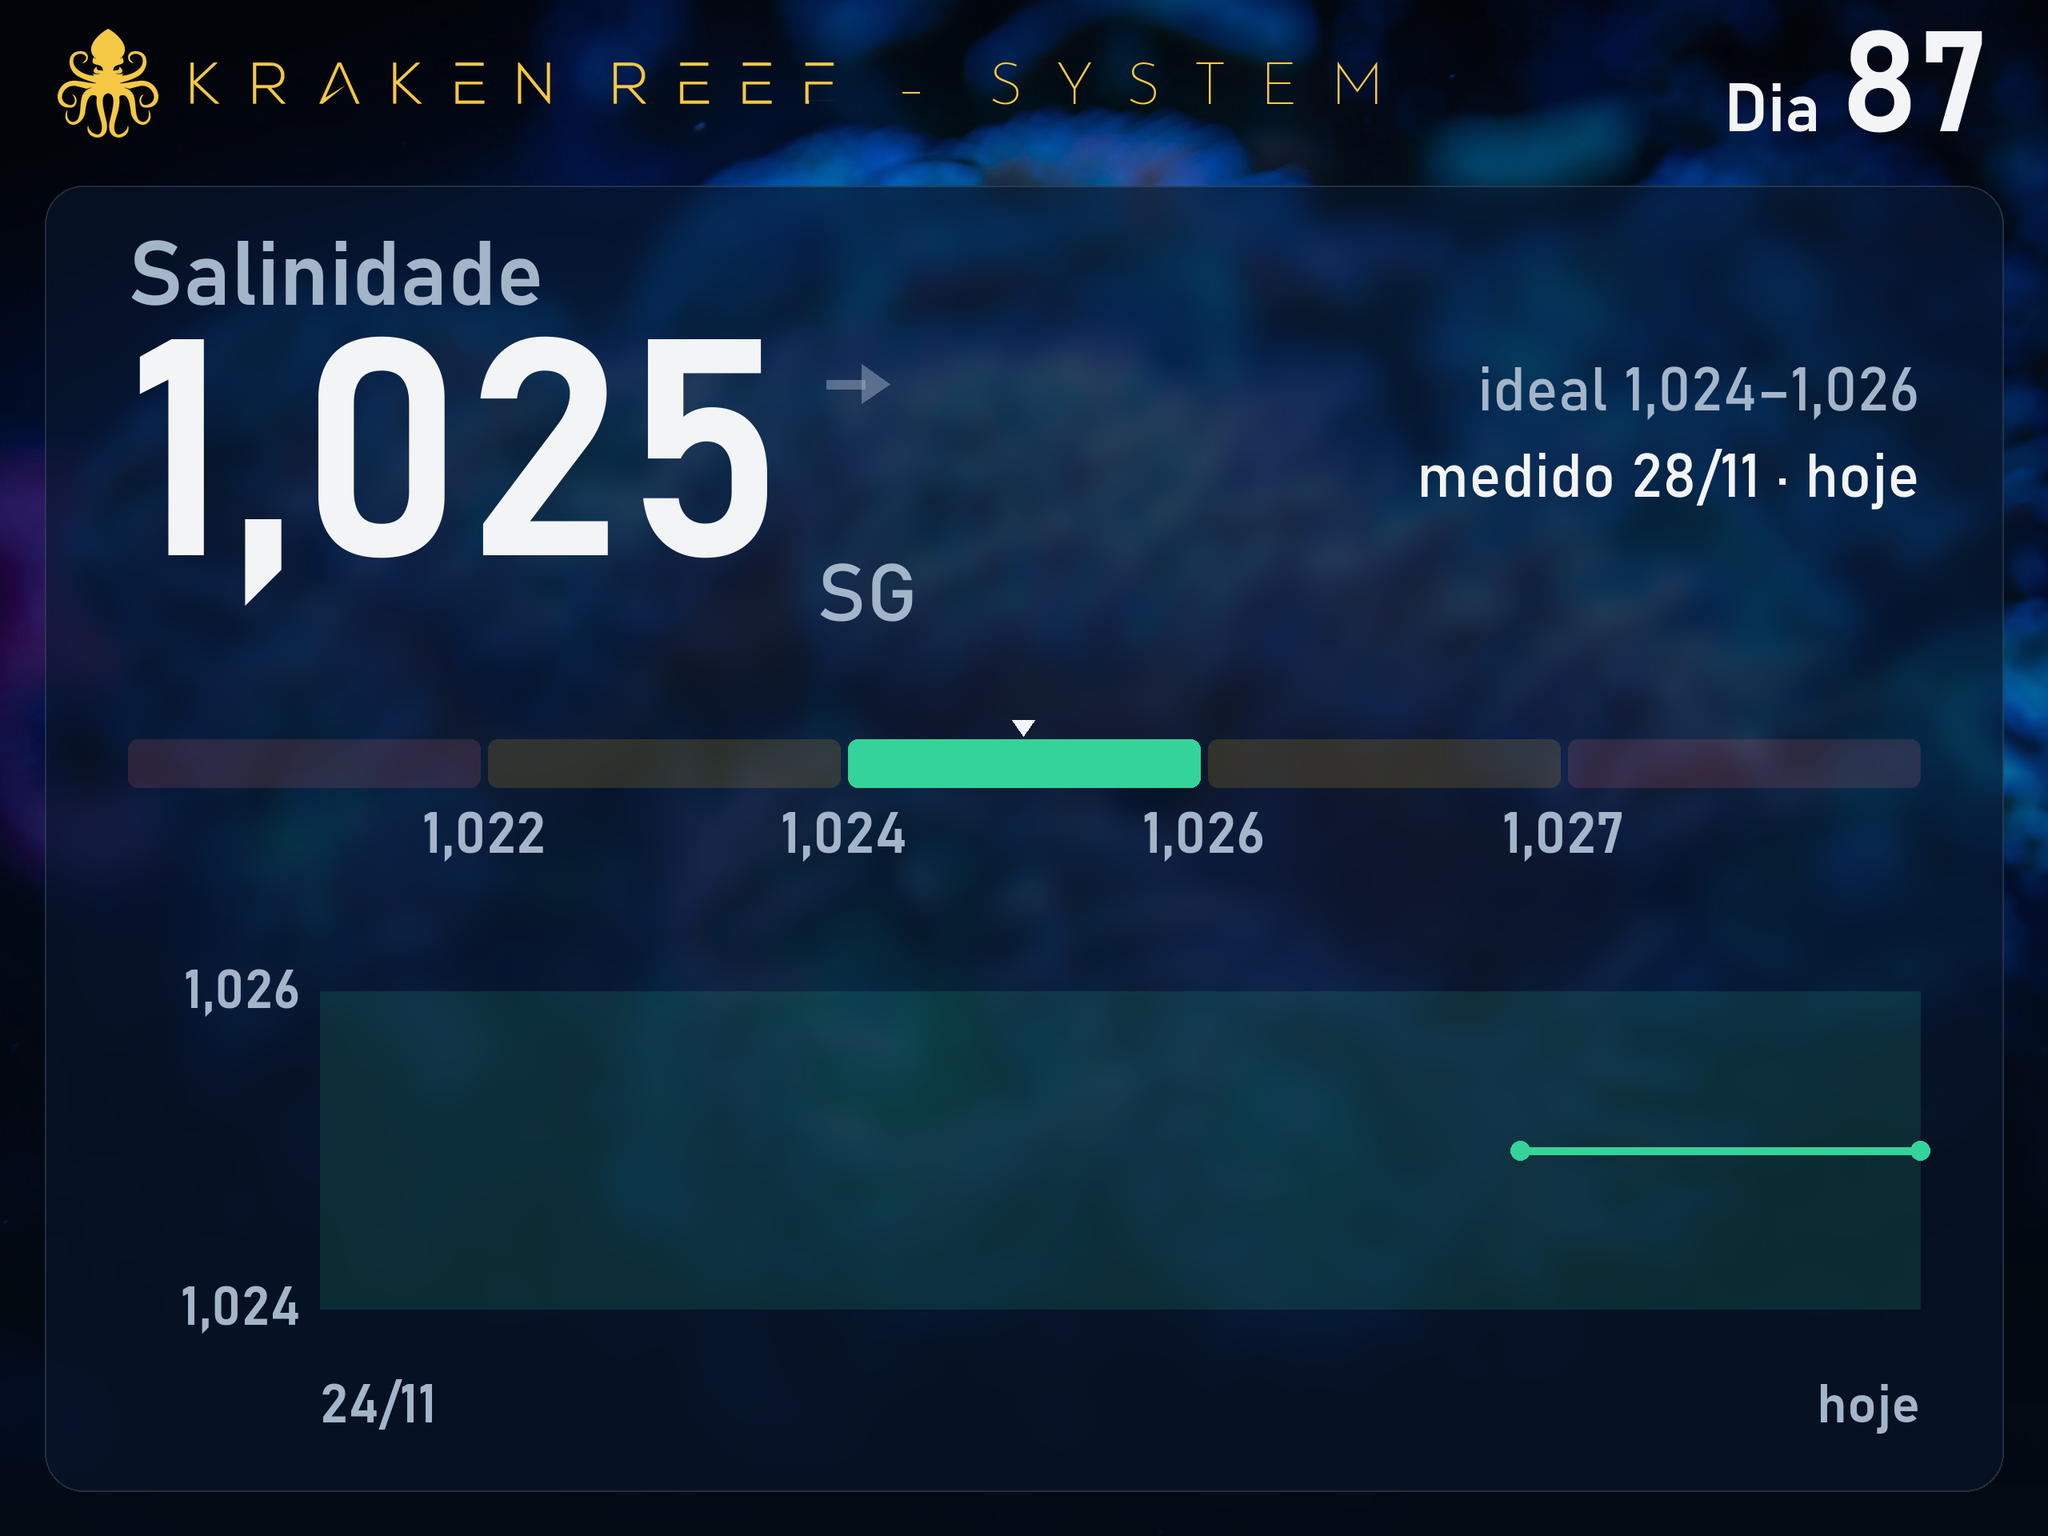 KRAKEN REEF - SYSTEM
Dia 87
Salinidade
1,025
SG
ideal 1,024–1,026
medido 28/11 · hoje
1,022 1,024 1,026 1,027
1,026
1,024
24/11 hoje